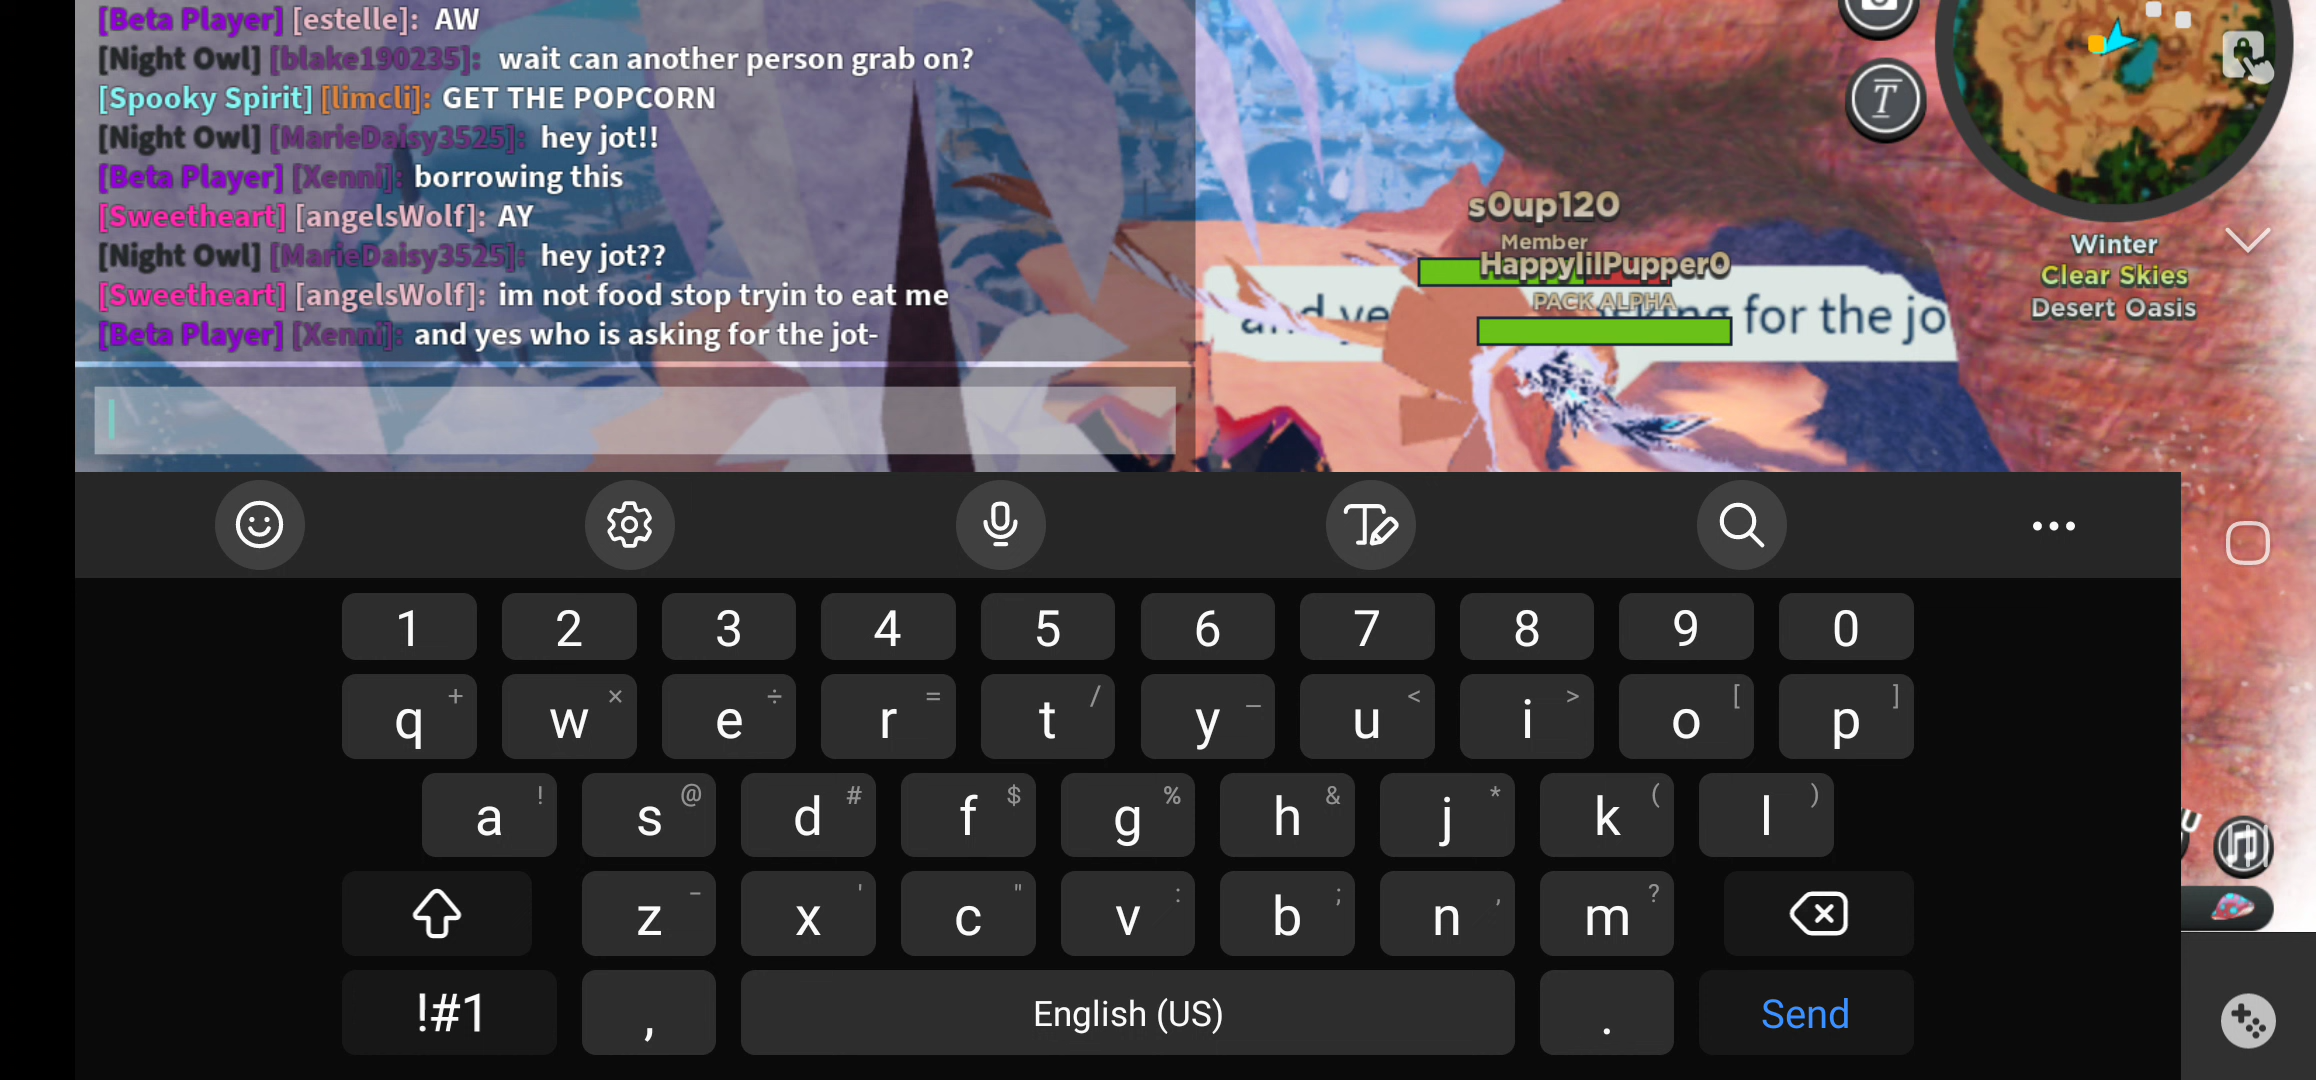 [Beta Player] [estelle]: AW
[Night Owl] [blake190235]: wait can another person grab on?
[Spooky Spirit] [limcli]: GET THE POPCORN
[Night Owl] [MarieDaisy3525]: hey jot!!
[Beta Player] [Xenni]: borrowing this
[Sweetheart] [angelsWolf]: AY
[Night Owl] [MarieDaisy3525]: hey jot??
[Sweetheart] [angelsWolf]: im not food stop tryin to eat me
[Beta Player] [Xenni]: and yes who is asking for the jot-
T
s0up120
Member
HappylilPupper0
PACK ALPHA
for the jo
Winter
Clear Skies
Desert Oasis
1 2 3 4 5 6 7 8 9 0
q + w × e ÷ r = t / y _ u < i > o [ p ]
a ! s @ d # f $ g % h & j * k ( l )
z - x ' c " v : b ; n , m ?
!#1 , English (US) . Send